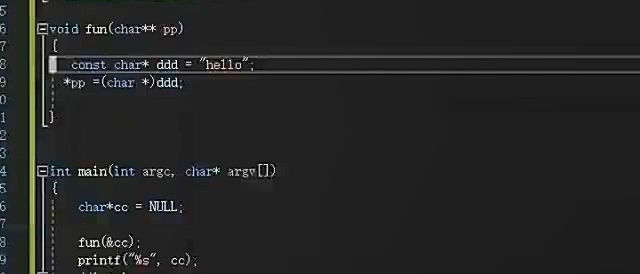 5
6 void fun(char** pp)
7 {
8 const char* ddd = "hello";
9 *pp =(char *)ddd;
0
1 }
2
3
4 int main(int argc, char* argv[])
5 {
6 char*cc = NULL;
7
8 fun(&cc);
9 printf("%s", cc);